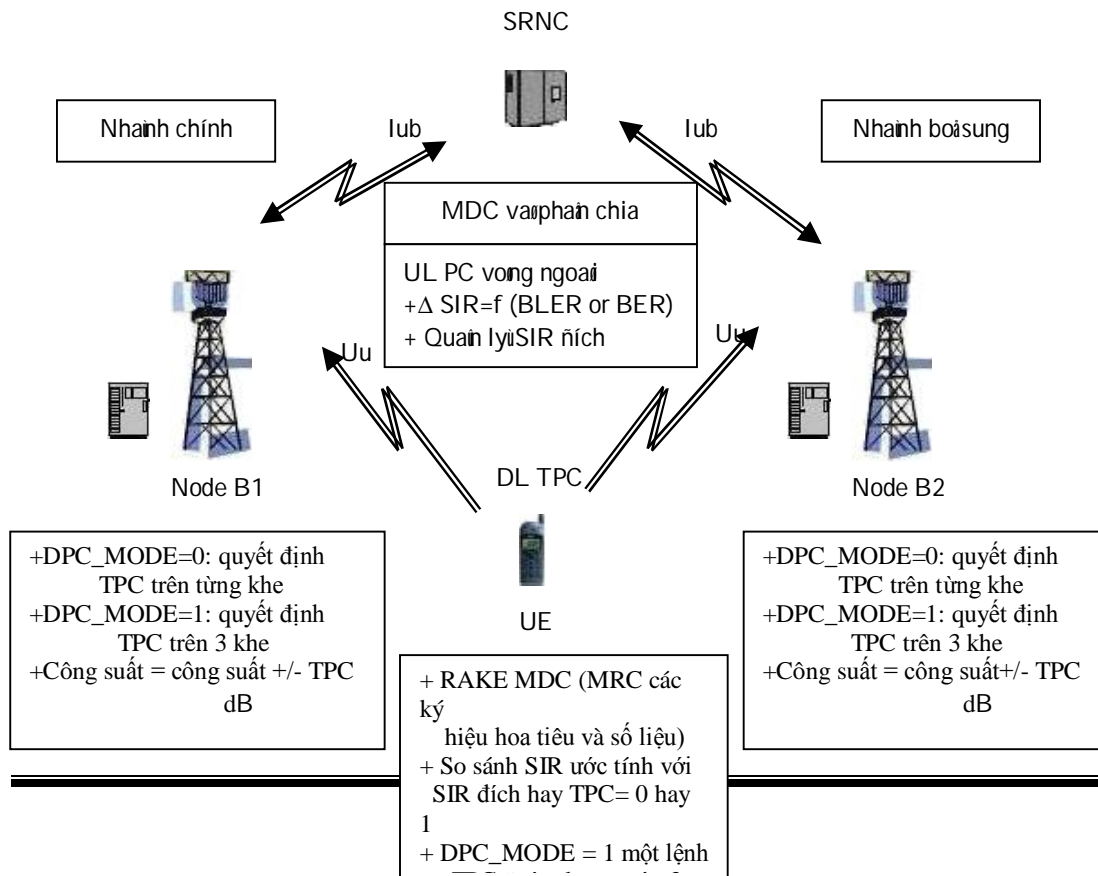 SRNC
Nhaình chính
Iub
Iub
Nhaình boàsung
MDC vaøphaàn chia
UL PC voøng ngoaøi
+Δ SIR=f (BLER or BER)
+ Quaûn lyùSIR ñích
Uu
Uu
Node B1
DL TPC
Node B2
+DPC_MODE=0: quyết định
TPC trên từng khe
+DPC_MODE=1: quyết định
TPC trên 3 khe
+Công suất = công suất +/- TPC
dB
UE
+DPC_MODE=0: quyết định
TPC trên từng khe
+DPC_MODE=1: quyết định
TPC trên 3 khe
+Công suất = công suất+/- TPC
dB
+ RAKE MDC (MRC các
ký
hiệu hoa tiêu và số liệu)
+ So sánh SIR ước tính với
SIR đích hay TPC= 0 hay
1
+ DPC_MODE = 1 một lệnh